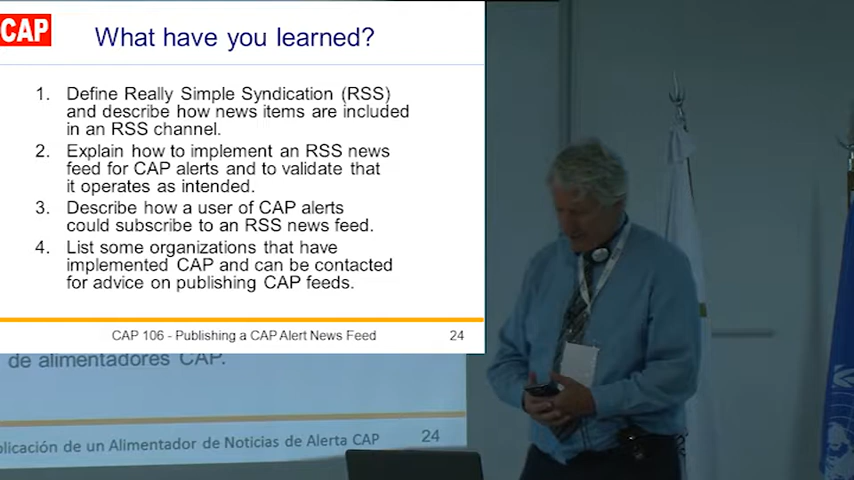 CAP
What have you learned?
1. Define Really Simple Syndication (RSS)
and describe how news items are included
in an RSS channel.
2. Explain how to implement an RSS news
feed for CAP alerts and to validate that
it operates as intended.
3. Describe how a user of CAP alerts
could subscribe to an RSS news feed.
4. List some organizations that have
implemented CAP and can be contacted
for advice on publishing CAP feeds.
CAP 106 - Publishing a CAP Alert News Feed 24
de alimentadores CAP.
plicación de un Alimentador de Noticias de Alerta CAP 24